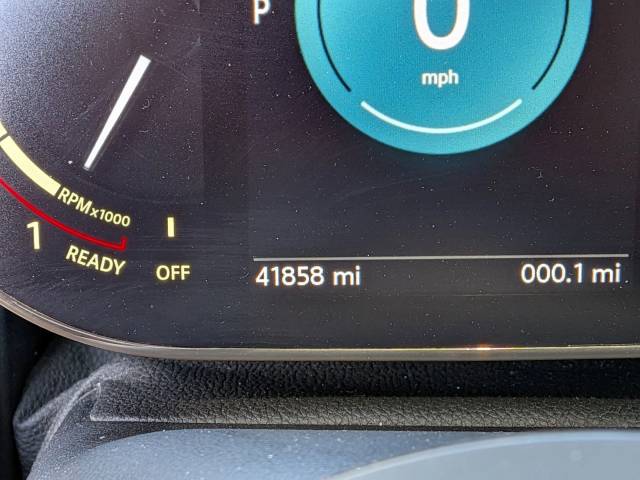 P
0
mph
RPMx1000
1 READY OFF
41858 mi 000.1 mi